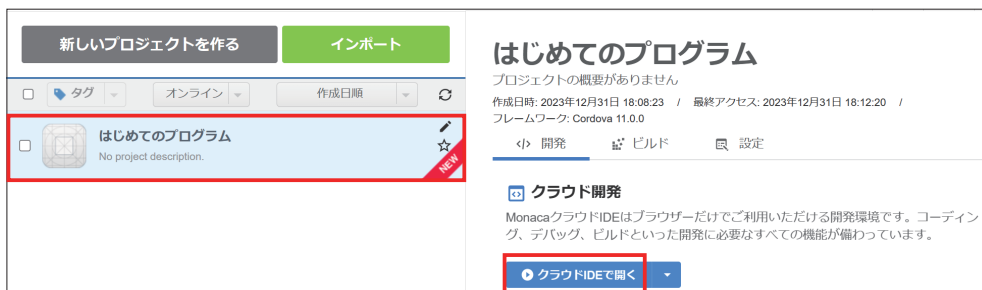 新しいプロジェクトを作る
インポート
タグ
オンライン
作成日順
はじめてのプログラム
No project description.
NEW
はじめてのプログラム
プロジェクトの概要がありません
作成日時: 2023年12月31日 18:08:23 / 最終アクセス: 2023年12月31日 18:12:20 /
フレームワーク: Cordova 11.0.0
開発
ビルド
設定
クラウド開発
MonacaクラウドIDEはブラウザーだけでご利用いただける開発環境です。コーディン
グ、デバッグ、ビルドといった開発に必要なすべての機能が備わっています。
クラウドIDEで開く